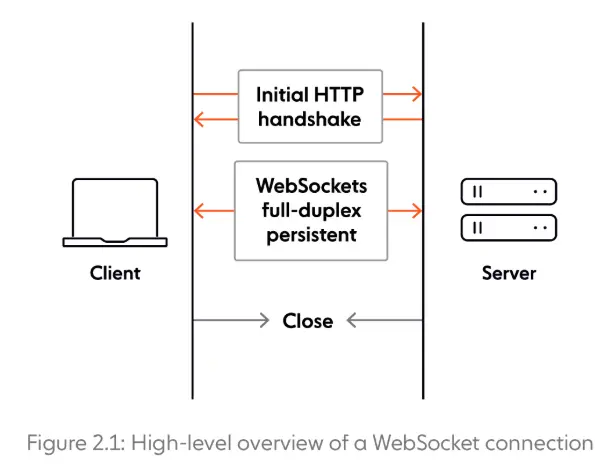 Initial HTTP
handshake
WebSockets
full-duplex
persistent
Client
Server
Close
Figure 2.1: High-level overview of a WebSocket connection